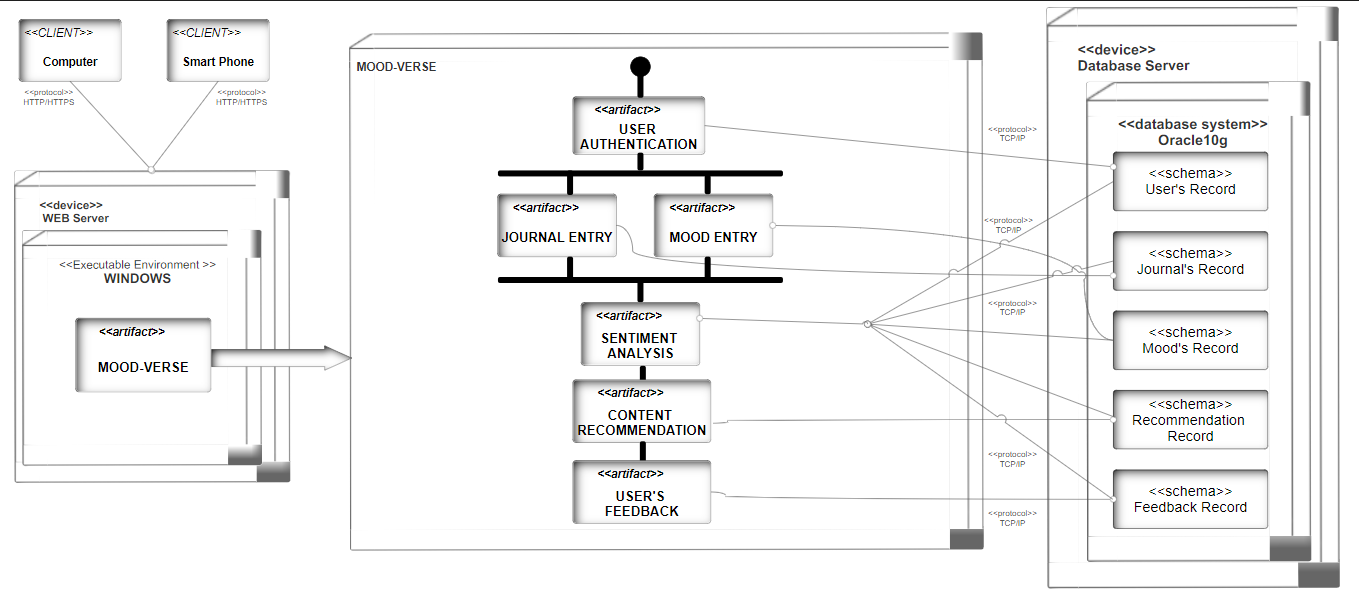 <<CLIENT>>
Computer
<<CLIENT>>
Smart Phone
<<protocol>>
HTTP/HTTPS
<<protocol>>
HTTP/HTTPS
<<device>>
WEB Server
<<Executable Environment >>
WINDOWS
<<artifact>>
MOOD-VERSE
MOOD-VERSE
<<artifact>>
USER
AUTHENTICATION
<<artifact>>
JOURNAL ENTRY
<<artifact>>
MOOD ENTRY
<<artifact>>
SENTIMENT
ANALYSIS
<<artifact>>
CONTENT
RECOMMENDATION
<<artifact>>
USER'S
FEEDBACK
<<protocol>>
TCP/IP
<<protocol>>
TCP/IP
<<protocol>>
TCP/IP
<<protocol>>
TCP/IP
<<protocol>>
TCP/IP
<<device>>
Database Server
<<database system>>
Oracle10g
<<schema>>
User's Record
<<schema>>
Journal's Record
<<schema>>
Mood's Record
<<schema>>
Recommendation
Record
<<schema>>
Feedback Record